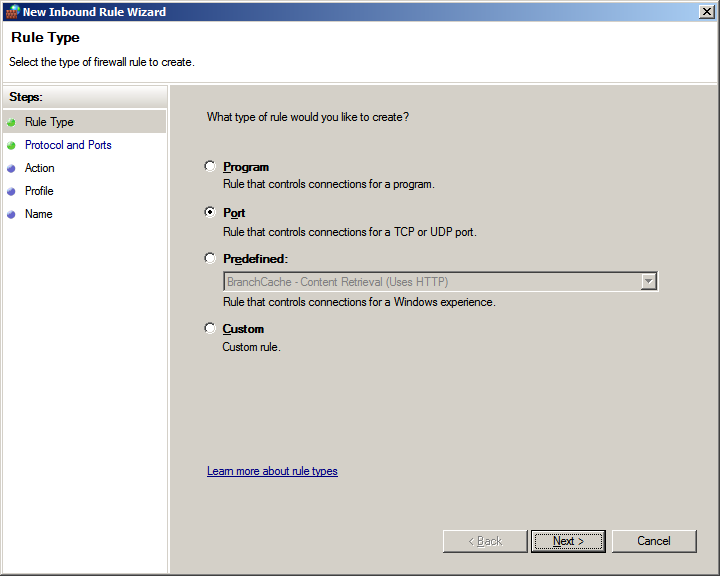 New Inbound Rule Wizard
Rule Type
Select the type of firewall rule to create.
Steps:
Rule Type
Protocol and Ports
Action
Profile
Name
What type of rule would you like to create?
Program
Rule that controls connections for a program.
Port
Rule that controls connections for a TCP or UDP port.
Predefined:
BranchCache - Content Retrieval (Uses HTTP)
Rule that controls connections for a Windows experience.
Custom
Custom rule.
Learn more about rule types
< Back
Next >
Cancel